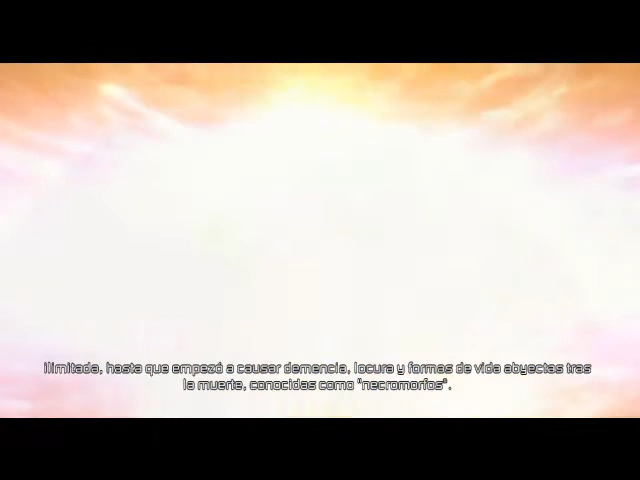 ilimitada, hasta que empezó a causar demencia, locura y formas de vida abyectas tras
la muerte, conocidas como "necromorfos".